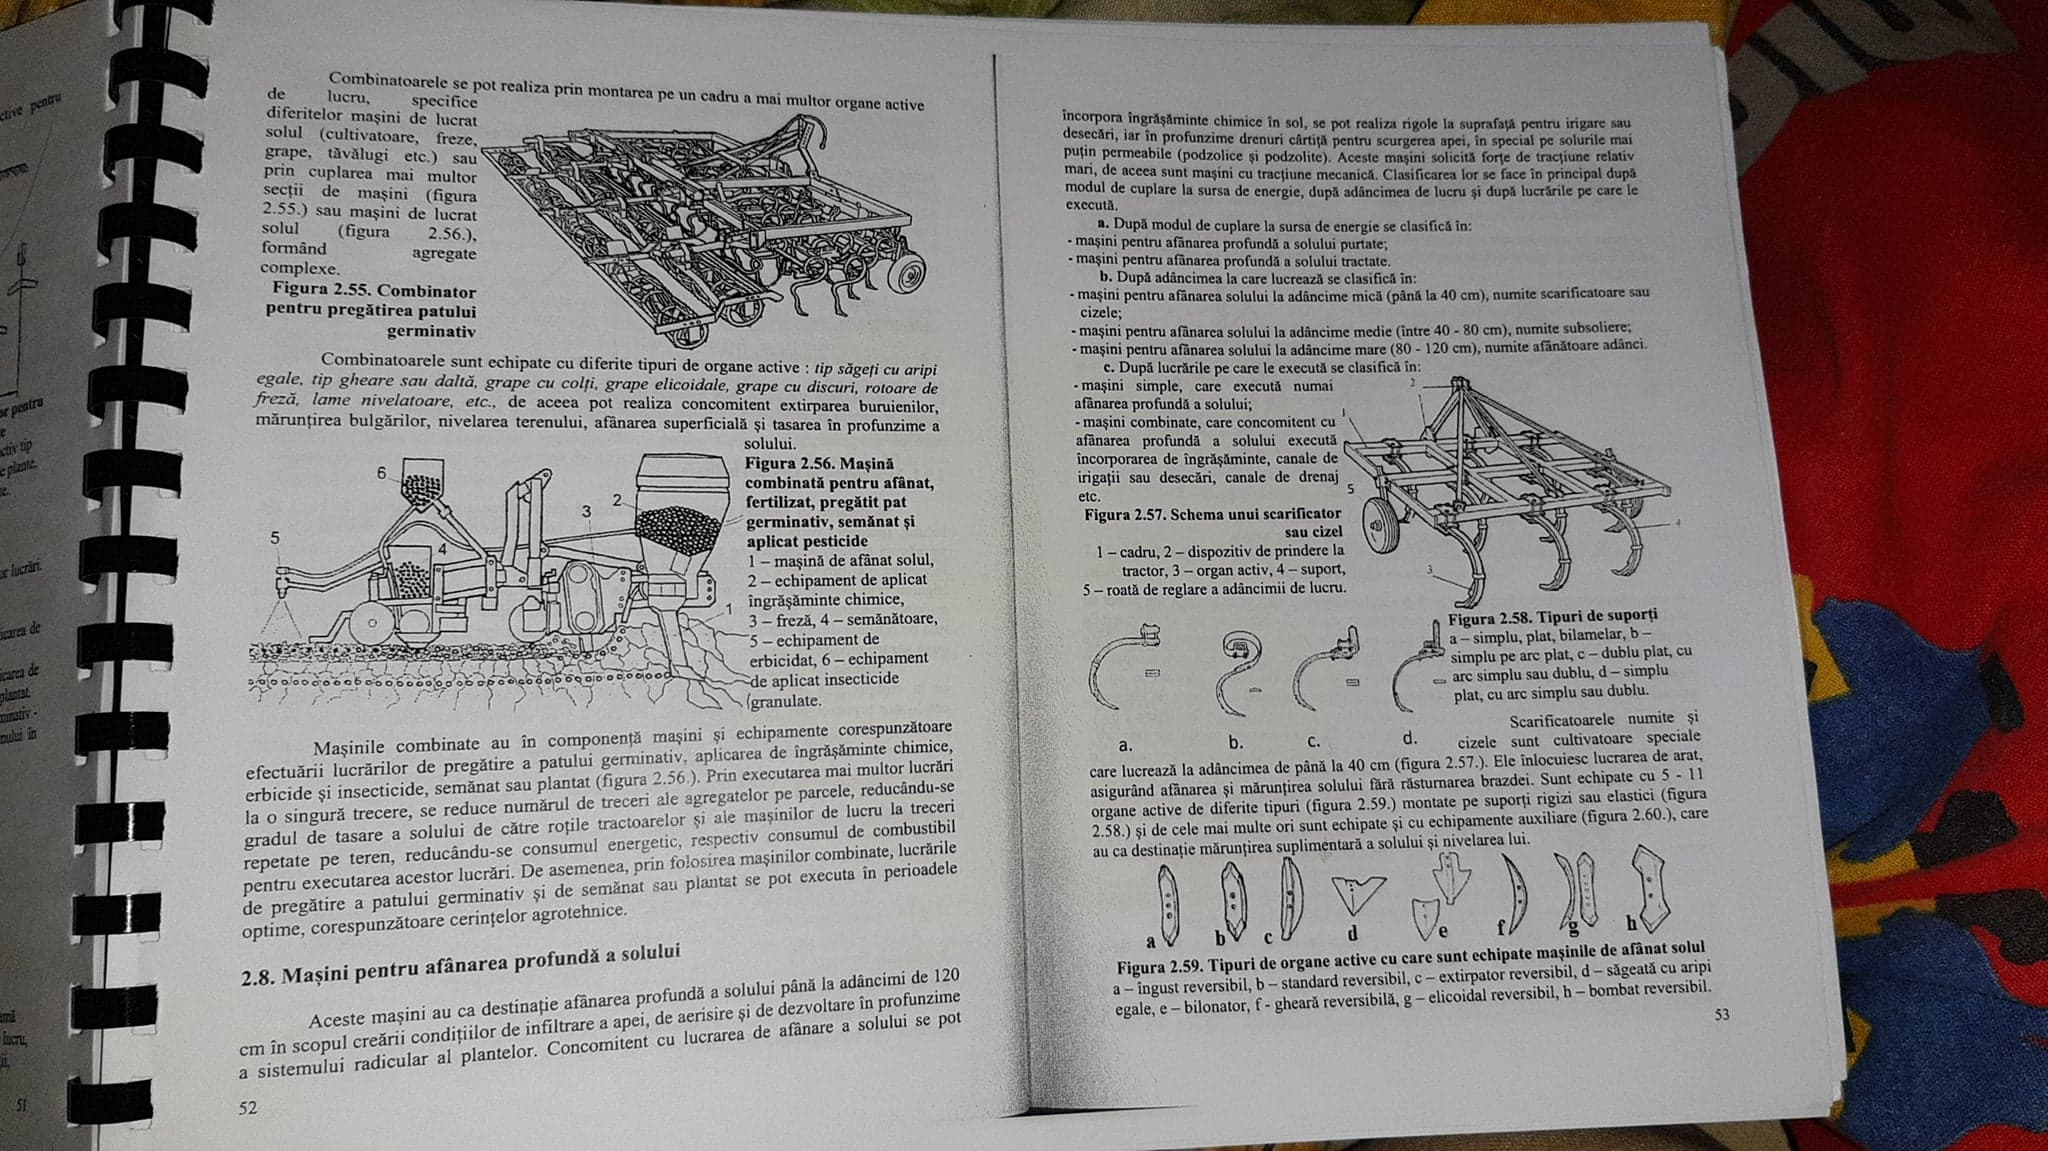 Combinatoarele se pot realiza prin montarea pe un cadru a mai multor organe active
de lucru, specifice
diferitelor mașini de lucrat
solul (cultivatoare, freze,
grape, tăvălugi etc.) sau
prin cuplarea mai multor
secții de mașini (figura
2.55.) sau mașini de lucrat
solul (figura 2.56.),
formând agregate
complexe.
Figura 2.55. Combinator
pentru pregătirea patului
germinativ
Combinatoarele sunt echipate cu diferite tipuri de organe active : tip săgeți cu aripi
egale, tip gheare sau daltă, grape cu colți, grape elicoidale, grape cu discuri, rotoare de
freză, lame nivelatoare, etc., de aceea pot realiza concomitent extirparea buruienilor,
mărunțirea bulgărilor, nivelarea terenului, afânarea superficială și tasarea în profunzime a
solului.
Figura 2.56. Mașină
combinată pentru afânat,
fertilizat, pregătit pat
germinativ, semănat și
aplicat pesticide
1 – mașină de afânat solul,
2 – echipament de aplicat
îngrășăminte chimice,
3 – freză, 4 – semănătoare,
5 – echipament de
erbicidat, 6 – echipament
de aplicat insecticide
granulate.
6
2
3
5
4
1
Mașinile combinate au în componență mașini și echipamente corespunzătoare
efectuării lucrărilor de pregătire a patului germinativ, aplicarea de îngrășăminte chimice,
erbicide și insecticide, semănat sau plantat (figura 2.56.). Prin executarea mai multor lucrări
la o singură trecere, se reduce numărul de treceri ale agregatelor pe parcele, reducându-se
gradul de tasare a solului de către roțile tractoarelor și ale mașinilor de lucru la treceri
repetate pe teren, reducându-se consumul energetic, respectiv consumul de combustibil
pentru executarea acestor lucrări. De asemenea, prin folosirea mașinilor combinate, lucrările
de pregătire a patului germinativ și de semănat sau plantat se pot executa în perioadele
optime, corespunzătoare cerințelor agrotehnice.
2.8. Mașini pentru afânarea profundă a solului
Aceste mașini au ca destinație afânarea profundă a solului până la adâncimi de 120
cm în scopul creării condițiilor de infiltrare a apei, de aerisire și de dezvoltare în profunzime
a sistemului radicular al plantelor. Concomitent cu lucrarea de afânare a solului se pot
52
încorpora îngrășăminte chimice în sol, se pot realiza rigole la suprafață pentru irigare sau
desecări, iar în profunzime drenuri cârtiță pentru scurgerea apei, în special pe solurile mai
puțin permeabile (podzolice și podzolite). Aceste mașini solicită forțe de tracțiune relativ
mari, de aceea sunt mașini cu tracțiune mecanică. Clasificarea lor se face în principal după
modul de cuplare la sursa de energie, după adâncimea de lucru și după lucrările pe care le
execută.
a. După modul de cuplare la sursa de energie se clasifică în:
- mașini pentru afânarea profundă a solului purtate;
- mașini pentru afânarea profundă a solului tractate.
b. După adâncimea la care lucrează se clasifică în:
- mașini pentru afânarea solului la adâncime mică (până la 40 cm), numite scarificatoare sau
cizele;
- mașini pentru afânarea solului la adâncime medie (între 40 - 80 cm), numite subsoliere;
- mașini pentru afânarea solului la adâncime mare (80 - 120 cm), numite afânătoare adânci.
c. După lucrările pe care le execută se clasifică în:
- mașini simple, care execută numai
afânarea profundă a solului;
- mașini combinate, care concomitent cu
afânarea profundă a solului execută
încorporarea de îngrășăminte, canale de
irigații sau desecări, canale de drenaj
etc.
Figura 2.57. Schema unui scarificator
sau cizel
1 – cadru, 2 – dispozitiv de prindere la
tractor, 3 – organ activ, 4 – suport,
5 – roată de reglare a adâncimii de lucru.
2
1
5
4
3
Figura 2.58. Tipuri de suporți
a – simplu, plat, bilamelar, b –
simplu pe arc plat, c – dublu plat, cu
arc simplu sau dublu, d – simplu
plat, cu arc simplu sau dublu.
a. b. c. d.
Scarificatoarele numite și
cizele sunt cultivatoare speciale
care lucrează la adâncimea de până la 40 cm (figura 2.57.). Ele înlocuiesc lucrarea de arat,
asigurând afânarea și mărunțirea solului fără răsturnarea brazdei. Sunt echipate cu 5 - 11
organe active de diferite tipuri (figura 2.59.) montate pe suporți rigizi sau elastici (figura
2.58.) și de cele mai multe ori sunt echipate și cu echipamente auxiliare (figura 2.60.), care
au ca destinație mărunțirea suplimentară a solului și nivelarea lui.
a b c d e f g h
Figura 2.59. Tipuri de organe active cu care sunt echipate mașinile de afânat solul
a – îngust reversibil, b – standard reversibil, c – extirpator reversibil, d – săgeată cu aripi
egale, e – bilonator, f - gheară reversibilă, g – elicoidal reversibil, h – bombat reversibil.
53
51